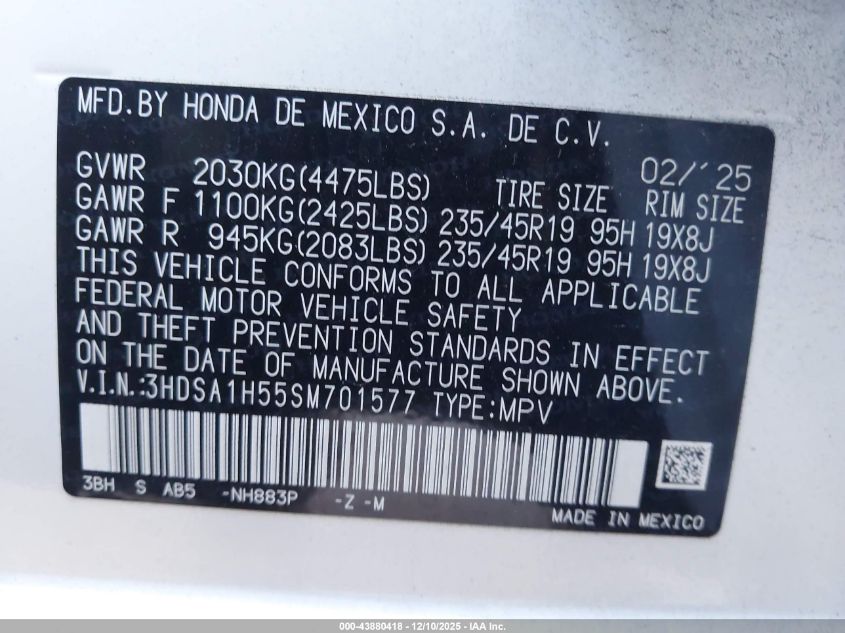 MFD.BY HONDA DE MEXICO S.A. DE C.V.
02/'25
GVWR 2030KG(4475LBS) TIRE SIZE RIM SIZE
GAWR F 1100KG(2425LBS) 235/45R19 95H 19X8J
GAWR R 945KG(2083LBS) 235/45R19 95H 19X8J
THIS VEHICLE CONFORMS TO ALL APPLICABLE
FEDERAL MOTOR VEHICLE SAFETY
AND THEFT PREVENTION STANDARDS IN EFFECT
ON THE DATE OF MANUFACTURE SHOWN ABOVE.
V.I.N.:3HDSA1H55SM701577 TYPE:MPV
3BH S AB5 -NH883P -Z -M
MADE IN MEXICO
000-43880418 - 12/10/2025 - IAA Inc.